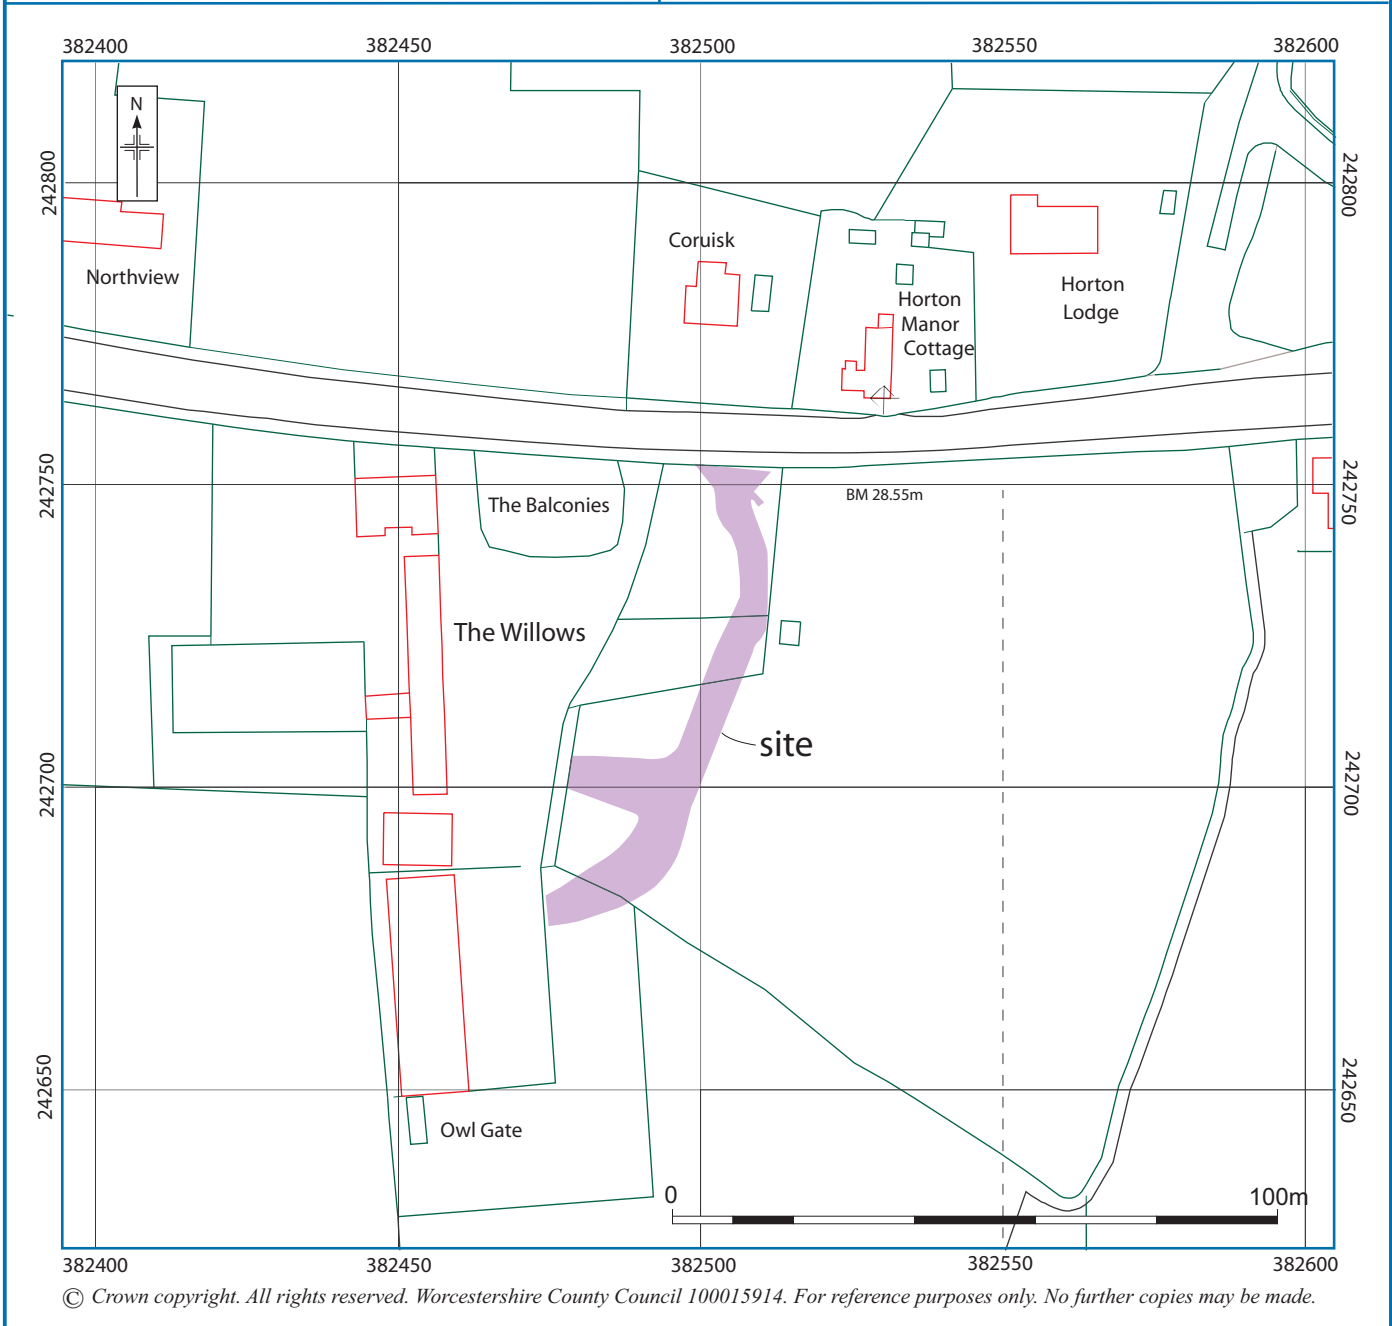 382400 382450 382500 382550 382600
N
242800 242800
Coruisk
Northview
Horton
Lodge
Horton
Manor
Cottage
242750 242750
The Balconies
BM 28.55m
The Willows
site
242700 242700
242650 242650
Owl Gate
0 100m
382400 382450 382500 382550 382600
© Crown copyright. All rights reserved. Worcestershire County Council 100015914. For reference purposes only. No further copies may be made.